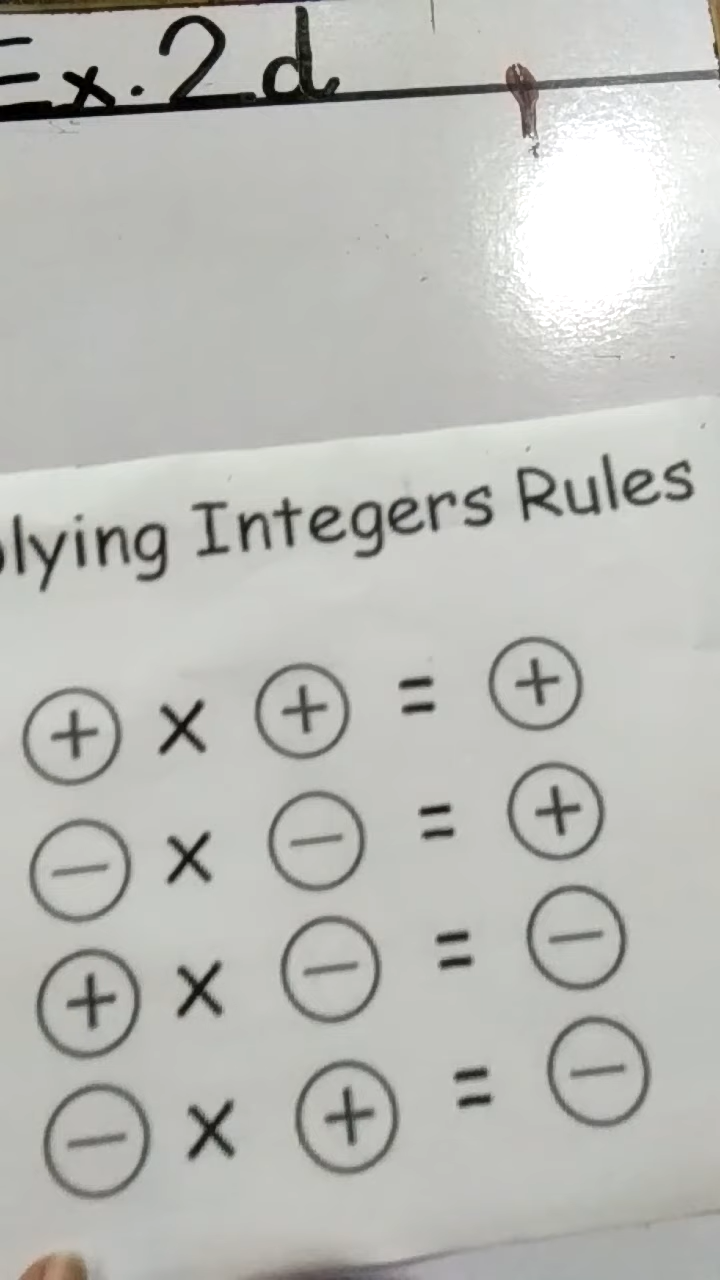 Ex. 2d
lying Integers Rules
+ × + = +
− × − = +
+ × − = −
− × + = −